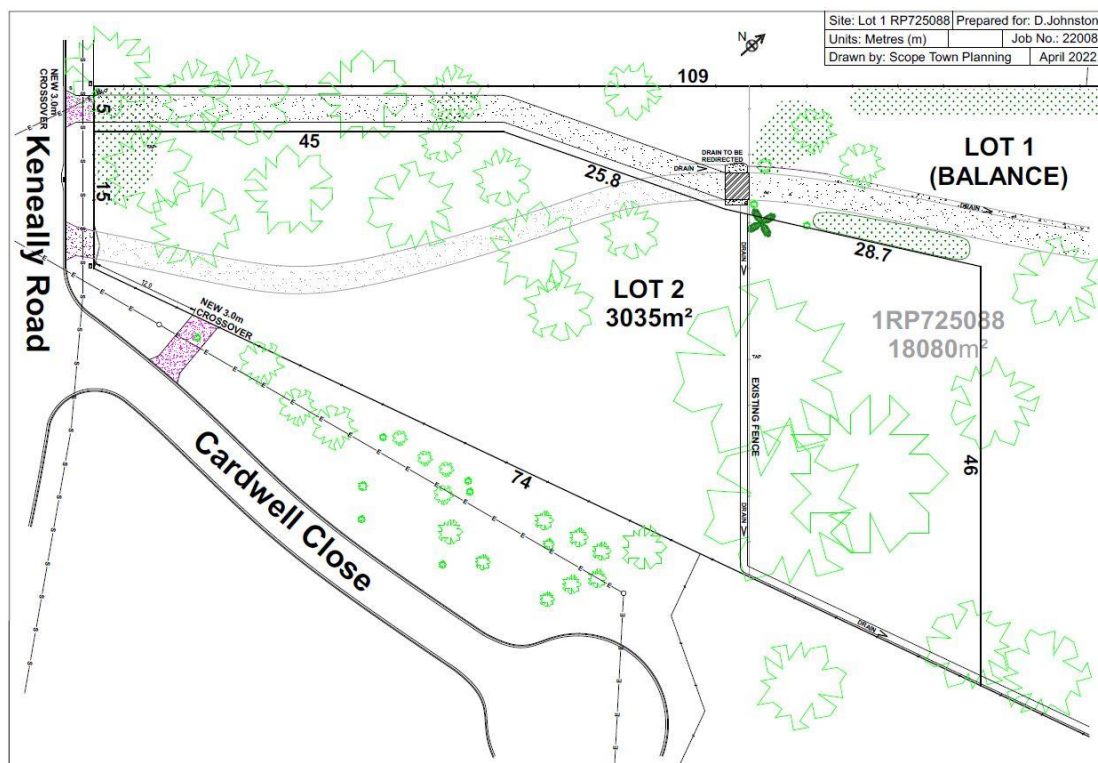 Site: Lot 1 RP725088 Prepared for: D.Johnston
Units: Metres (m) Job No.: 22008
Drawn by: Scope Town Planning April 2022
N
109
NEW 3.0m
CROSSOVER
5
45
15
25.8
DRAIN TO BE
REDIRECTED
DRAIN
LOT 1
(BALANCE)
DRAIN
Keneally Road
TAP
DRAIN
28.7
12.0
NEW 3.0m
CROSSOVER
LOT 2
3035m²
1RP725088
18080m²
TAP
EXISTING FENCE
46
74
Cardwell Close
DRAIN
DRAIN